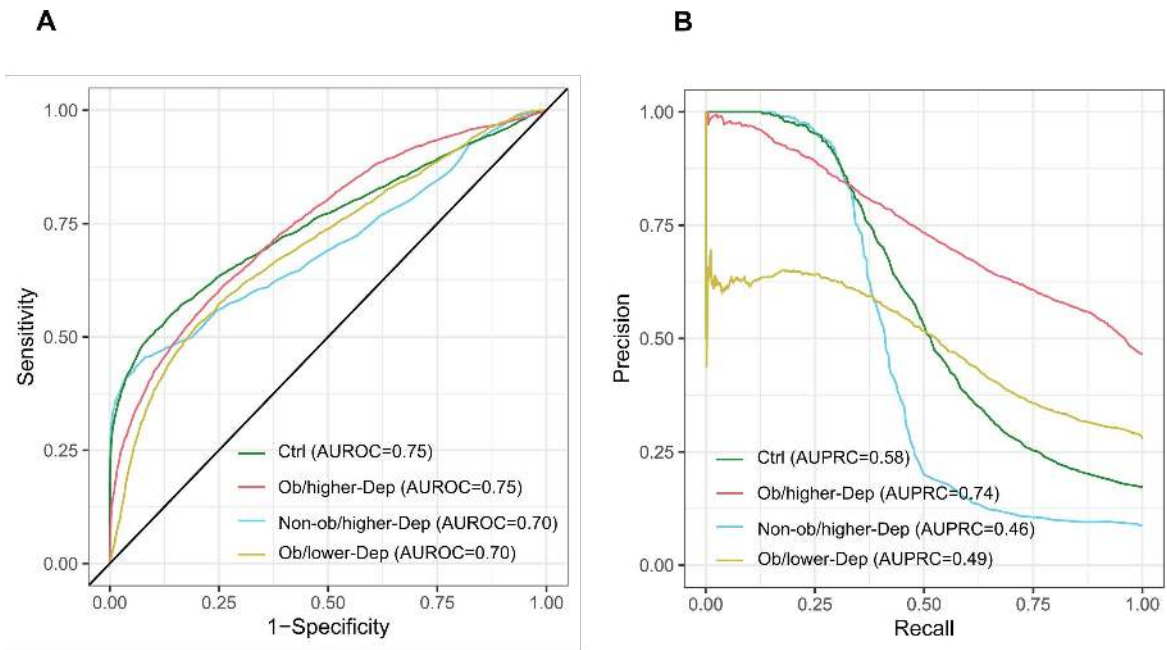 A
1.00
0.75
0.50
0.25
0.00
Sensitivity
Ctrl (AUROC=0.75)
Ob/higher-Dep (AUROC=0.75)
Non-ob/higher-Dep (AUROC=0.70)
Ob/lower-Dep (AUROC=0.70)
0.00 0.25 0.50 0.75 1.00
1−Specificity
B
1.00
0.75
0.50
0.25
0.00
Precision
Ctrl (AUPRC=0.58)
Ob/higher-Dep (AUPRC=0.74)
Non-ob/higher-Dep (AUPRC=0.46)
Ob/lower-Dep (AUPRC=0.49)
0.00 0.25 0.50 0.75 1.00
Recall